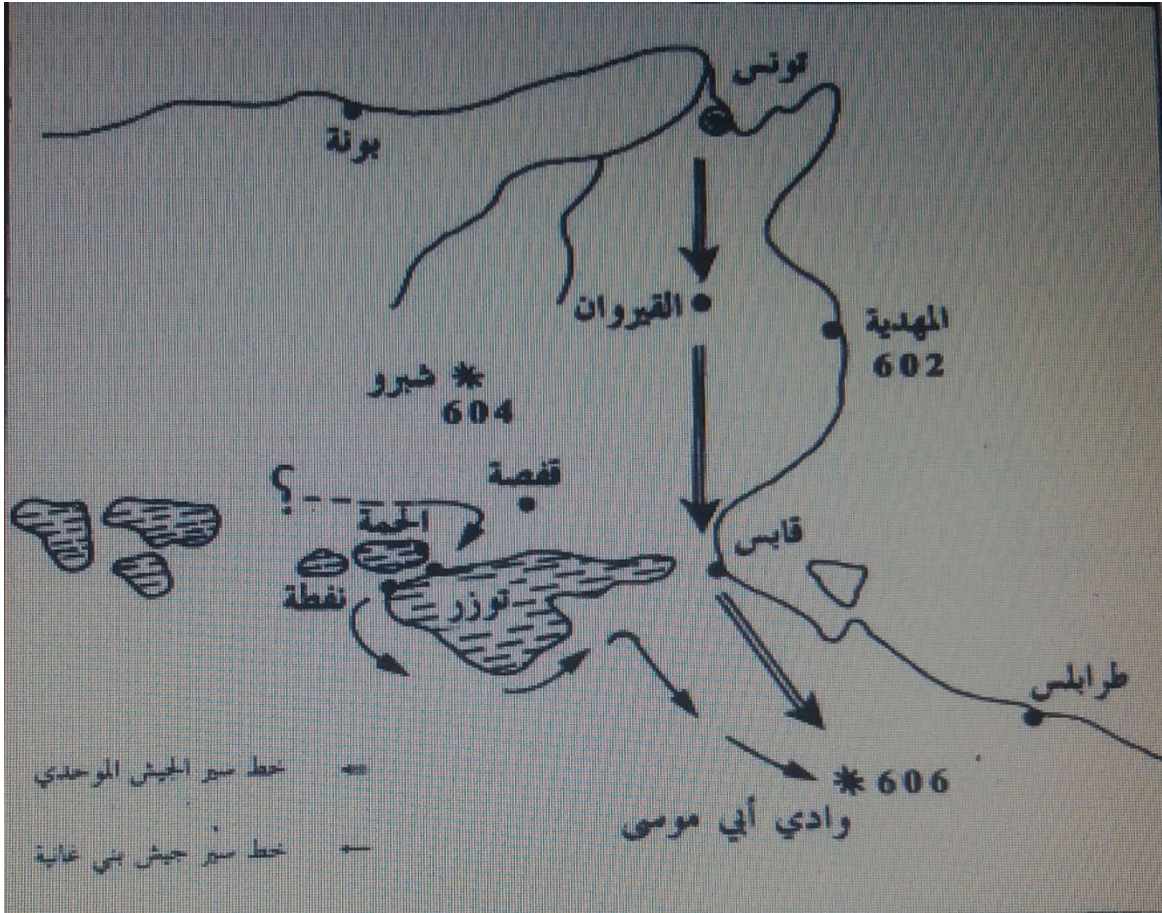 تونس
بونة
القيروان
المهدية
602
شبرو
604
قفصة
؟
الحمة
قابس
نفطة
توزر
طرابلس
606
وادي أبي موسى
خط سير الجيش الموحدي
خط سير جيش بني غانية